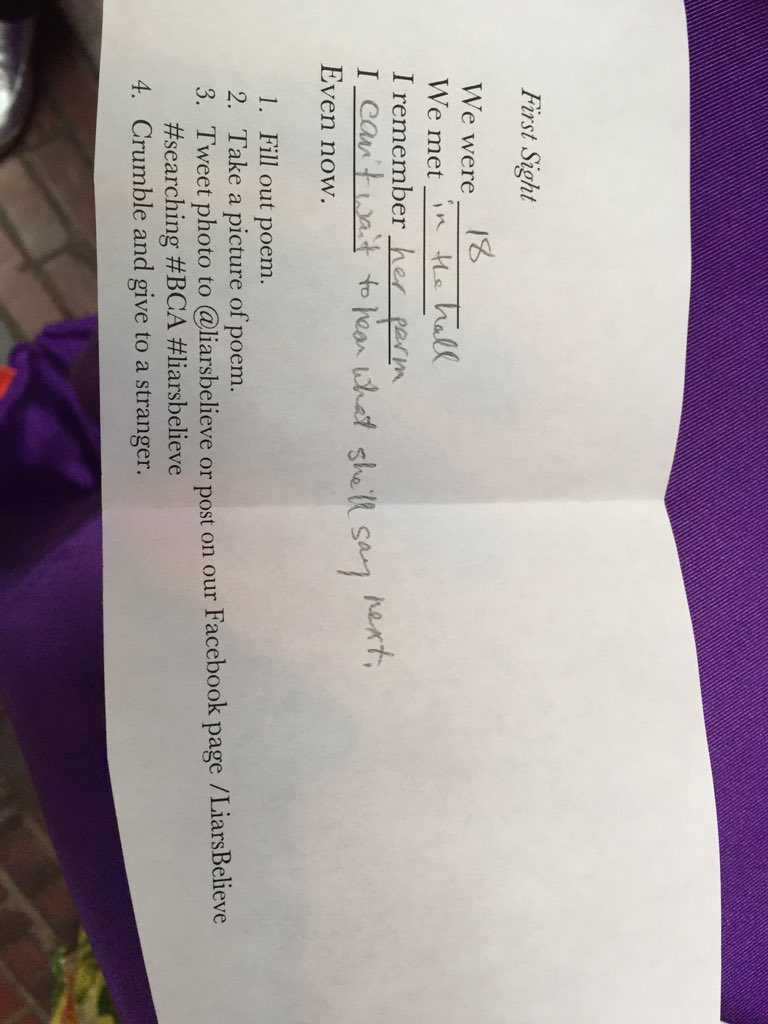 First Sight
We were 18
We met in the hall
I remember her perm
I can't wait to hear what she'll say next.
Even now.
1. Fill out poem.
2. Take a picture of poem.
3. Tweet photo to @liarsbelieve or post on our Facebook page /LiarsBelieve
#searching #BCA #liarsbelieve
4. Crumble and give to a stranger.